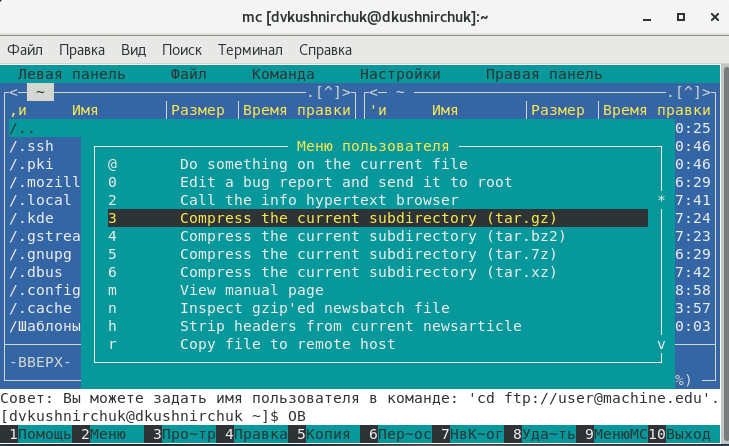 mc [dvkushnirchuk@dkushnirchuk]:~
Файл Правка Вид Поиск Терминал Справка
Левая панель Файл Команда Настройки Правая панель
<— ~ .[^]> <— ~ .[^]>
,и Имя Размер Время правки 'и Имя Размер Время правки
/.. 0:25
/.ssh Меню пользователя 0:46
/.pki @ Do something on the current file 0:46
/.mozill 0 Edit a bug report and send it to root 6:29
/.local 2 Call the info hypertext browser * 7:41
/.kde 3 Compress the current subdirectory (tar.gz) 7:24
/.gstrea 4 Compress the current subdirectory (tar.bz2) 7:23
/.gnupg 5 Compress the current subdirectory (tar.7z) 6:29
/.dbus 6 Compress the current subdirectory (tar.xz) 7:42
/.config m View manual page 8:58
/.cache n Inspect gzip'ed newsbatch file 3:57
/Шаблоны h Strip headers from current newsarticle 0:03
r Copy file to remote host v
-ВВЕРХ-
%)
Совет: Вы можете задать имя пользователя в команде: 'cd ftp://user@machine.edu'.
[dvkushnirchuk@dkushnirchuk ~]$ OB
1Помощь 2Меню 3Про~тр 4Правка 5Копия 6Пер~ос 7НвК~ог 8Уда~ть 9МенюМС 10Выход